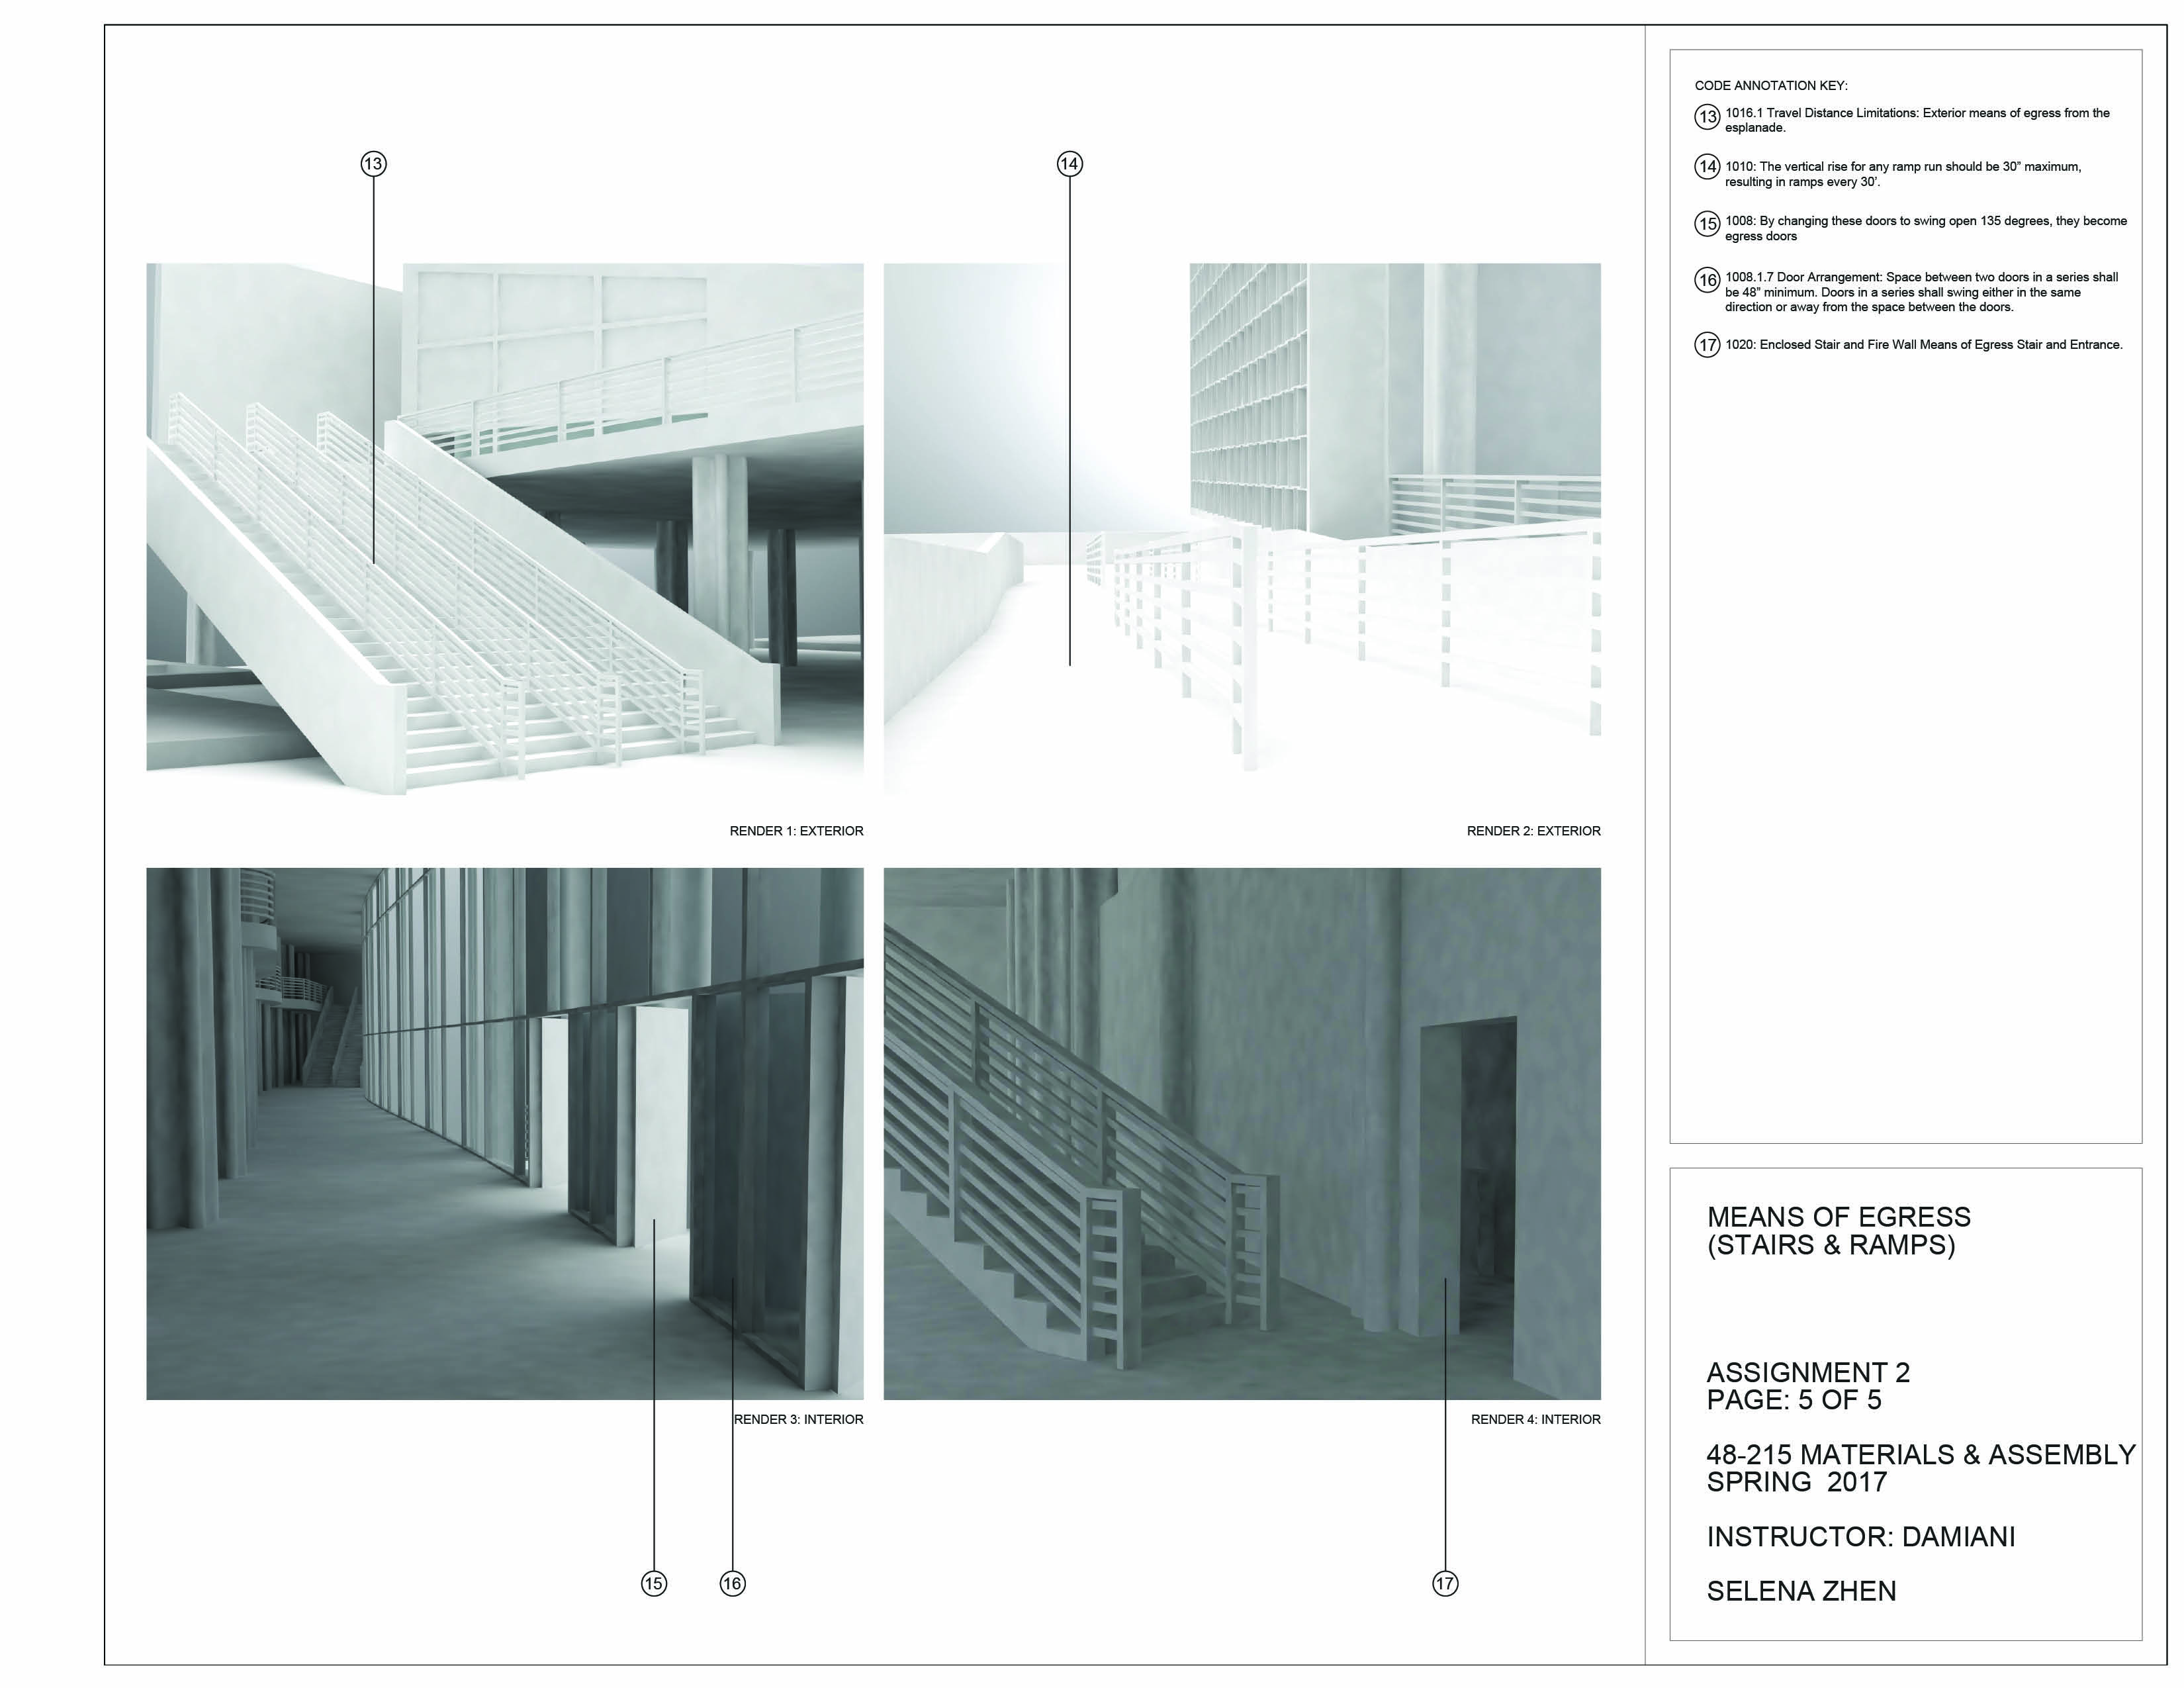 13
14
RENDER 1: EXTERIOR
RENDER 2: EXTERIOR
RENDER 3: INTERIOR
RENDER 4: INTERIOR
15
16
17
CODE ANNOTATION KEY:
13 1016.1 Travel Distance Limitations: Exterior means of egress from the
esplanade.
14 1010: The vertical rise for any ramp run should be 30” maximum,
resulting in ramps every 30’.
15 1008: By changing these doors to swing open 135 degrees, they become
egress doors
16 1008.1.7 Door Arrangement: Space between two doors in a series shall
be 48” minimum. Doors in a series shall swing either in the same
direction or away from the space between the doors.
17 1020: Enclosed Stair and Fire Wall Means of Egress Stair and Entrance.
MEANS OF EGRESS
(STAIRS & RAMPS)
ASSIGNMENT 2
PAGE: 5 OF 5
48-215 MATERIALS & ASSEMBLY
SPRING 2017
INSTRUCTOR: DAMIANI
SELENA ZHEN